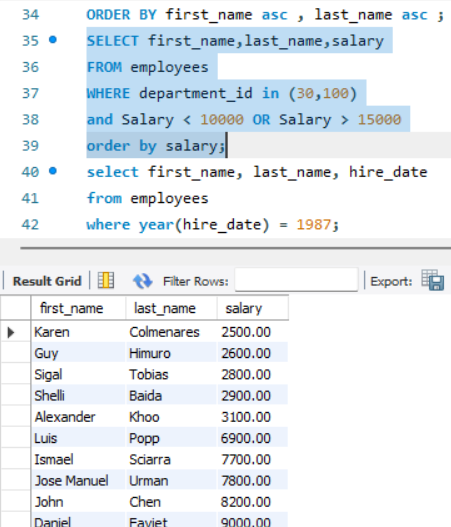 34 ORDER BY first_name asc , last_name asc ;
35 SELECT first_name,last_name,salary
36 FROM employees
37 WHERE department_id in (30,100)
38 and Salary < 10000 OR Salary > 15000
39 order by salary;
40 select first_name, last_name, hire_date
41 from employees
42 where year(hire_date) = 1987;
Result Grid Filter Rows: Export:
first_name last_name salary
Karen Colmenares 2500.00
Guy Himuro 2600.00
Sigal Tobias 2800.00
Shelli Baida 2900.00
Alexander Khoo 3100.00
Luis Popp 6900.00
Ismael Sciarra 7700.00
Jose Manuel Urman 7800.00
John Chen 8200.00
Daniel Faviet 9000.00